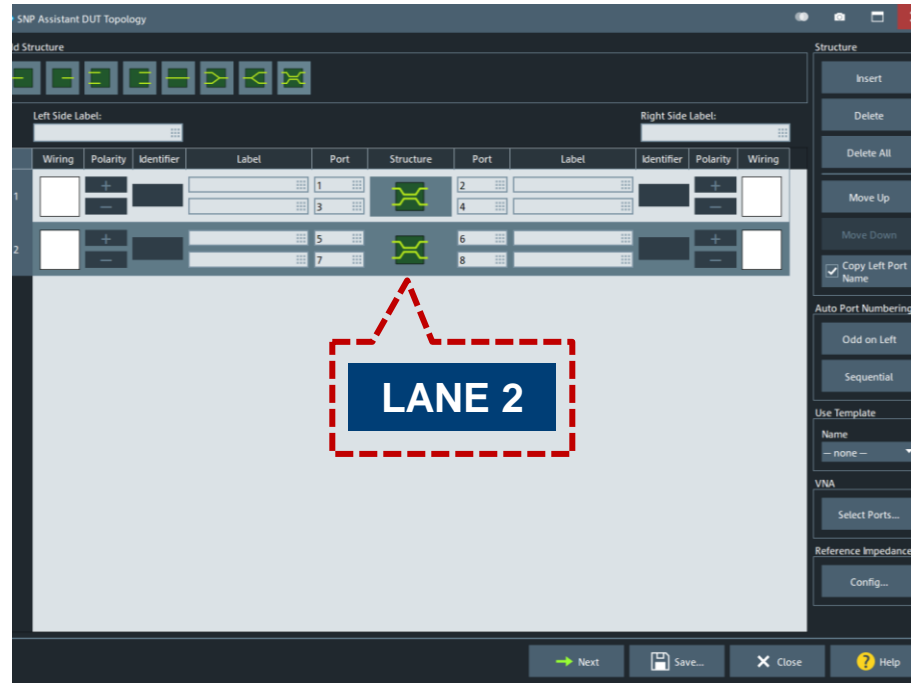 SNP Assistant DUT Topology
ld Structure
Structure
Insert
Left Side Label:
Right Side Label:
Delete
Wiring Polarity Identifier Label Port Structure Port Label Identifier Polarity Wiring
Delete All
1 + 1 2 +
— 3 4 —
Move Up
2 + 5 6 +
— 7 8 —
Move Down
Copy Left Port
Name
Auto Port Numbering
Odd on Left
LANE 2
Sequential
Use Template
Name
— none —
VNA
Select Ports...
Reference Impedance
Config...
Next Save... Close ? Help